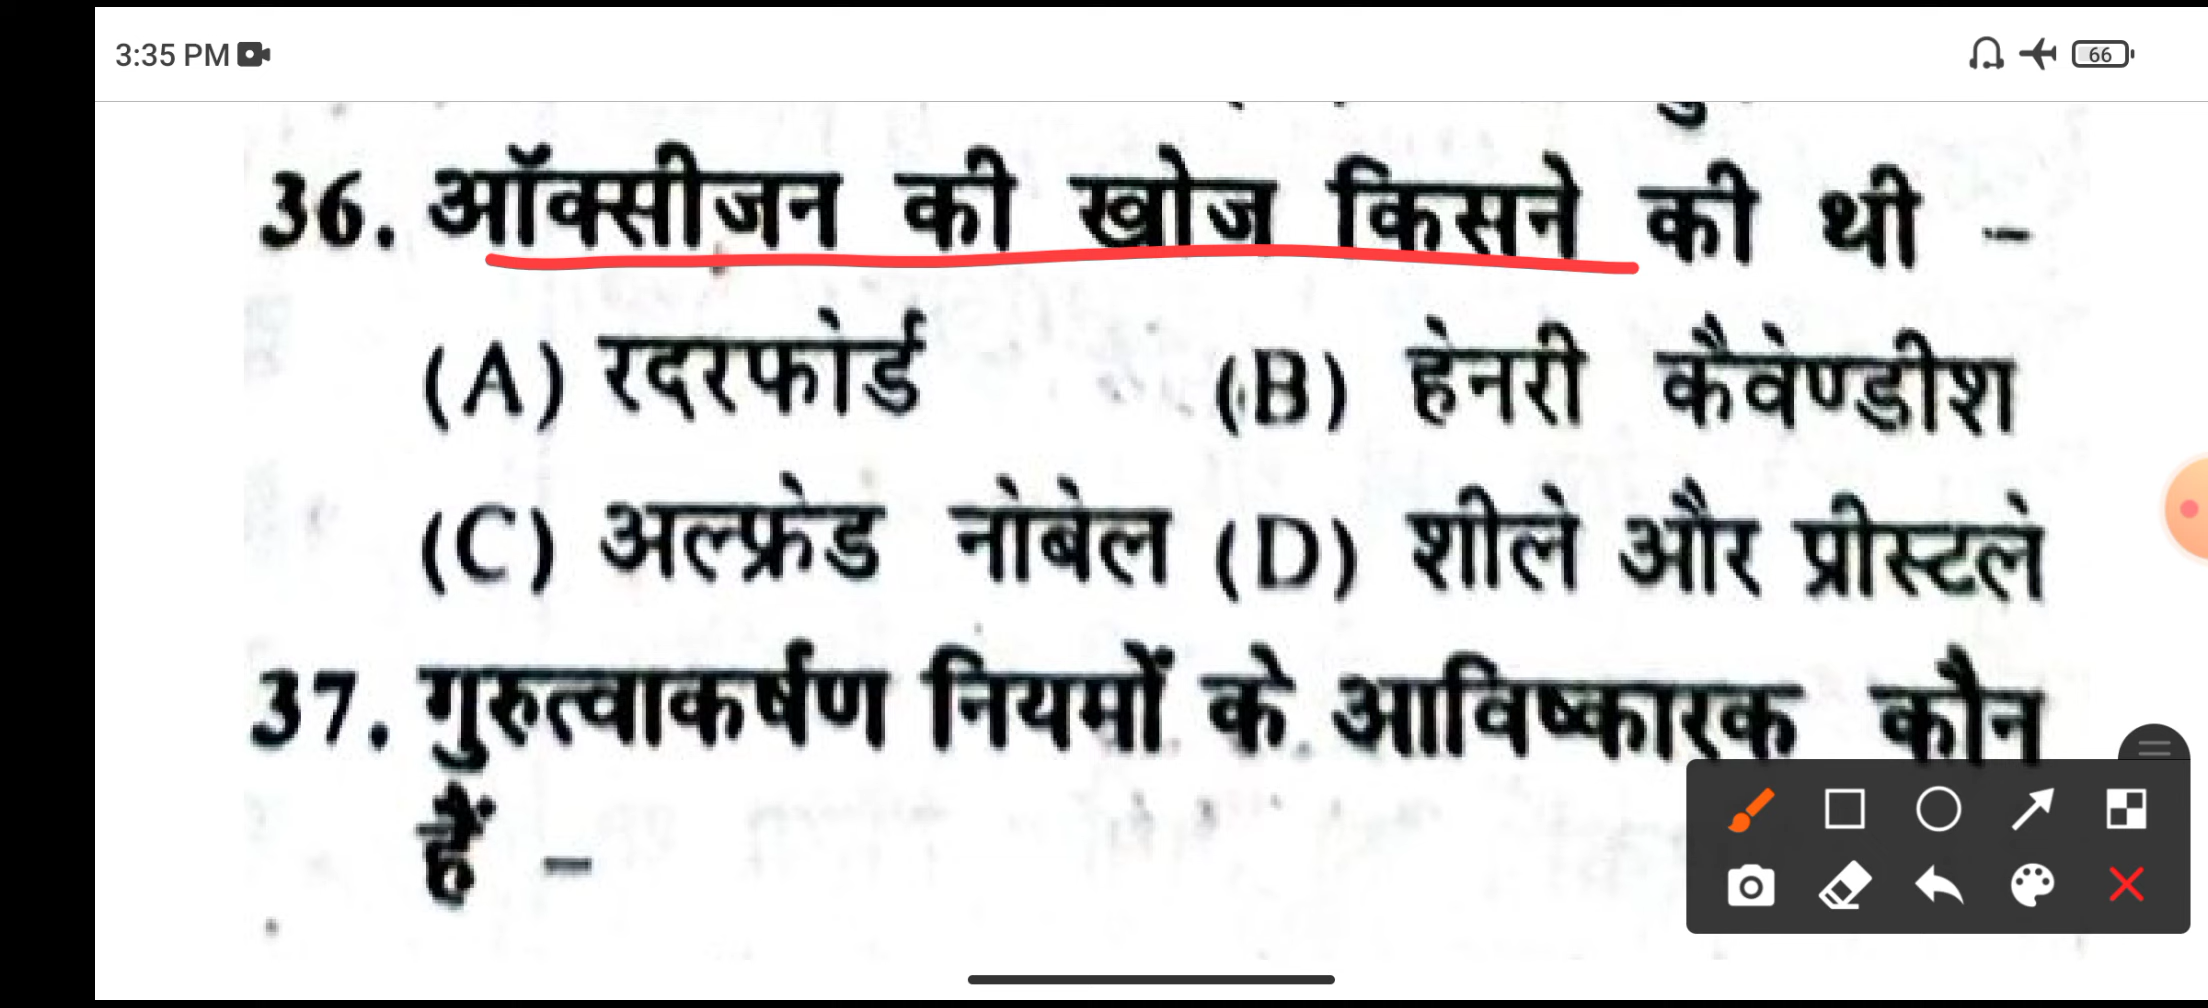 3:35 PM
66
36. ऑक्सीजन की खोज किसने की थी -
(A) रदरफोर्ड (B) हेनरी कैवेण्डीश
(C) अल्फ्रेड नोबेल (D) शीले और प्रीस्टले
37. गुरुत्वाकर्षण नियमों के आविष्कारक कौन
हैं -